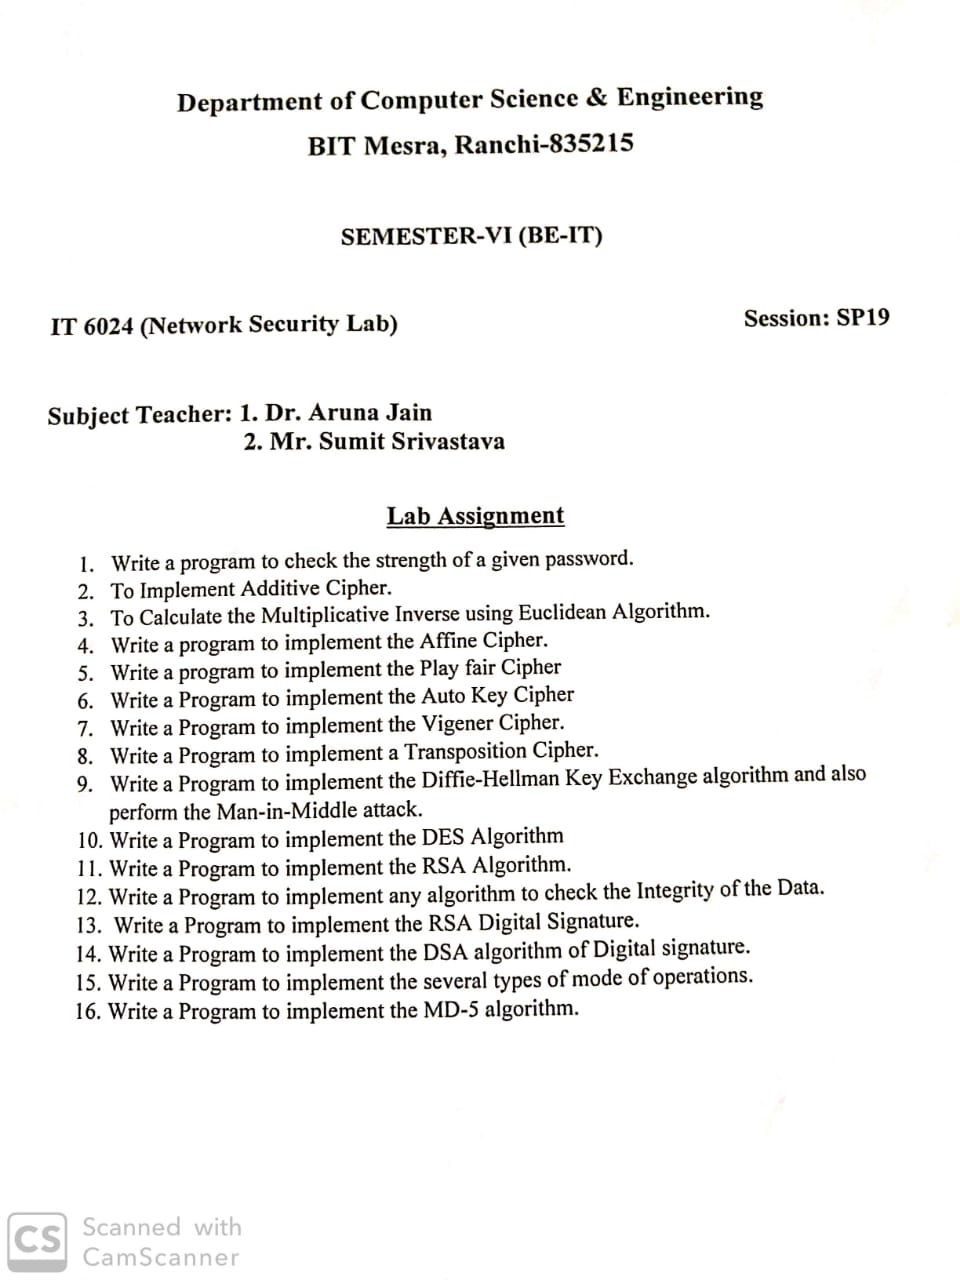 Department of Computer Science & Engineering
BIT Mesra, Ranchi-835215
SEMESTER-VI (BE-IT)
IT 6024 (Network Security Lab) Session: SP19
Subject Teacher: 1. Dr. Aruna Jain
2. Mr. Sumit Srivastava
Lab Assignment
1. Write a program to check the strength of a given password.
2. To Implement Additive Cipher.
3. To Calculate the Multiplicative Inverse using Euclidean Algorithm.
4. Write a program to implement the Affine Cipher.
5. Write a program to implement the Play fair Cipher
6. Write a Program to implement the Auto Key Cipher
7. Write a Program to implement the Vigener Cipher.
8. Write a Program to implement a Transposition Cipher.
9. Write a Program to implement the Diffie-Hellman Key Exchange algorithm and also
perform the Man-in-Middle attack.
10. Write a Program to implement the DES Algorithm
11. Write a Program to implement the RSA Algorithm.
12. Write a Program to implement any algorithm to check the Integrity of the Data.
13. Write a Program to implement the RSA Digital Signature.
14. Write a Program to implement the DSA algorithm of Digital signature.
15. Write a Program to implement the several types of mode of operations.
16. Write a Program to implement the MD-5 algorithm.
CS Scanned with
CamScanner